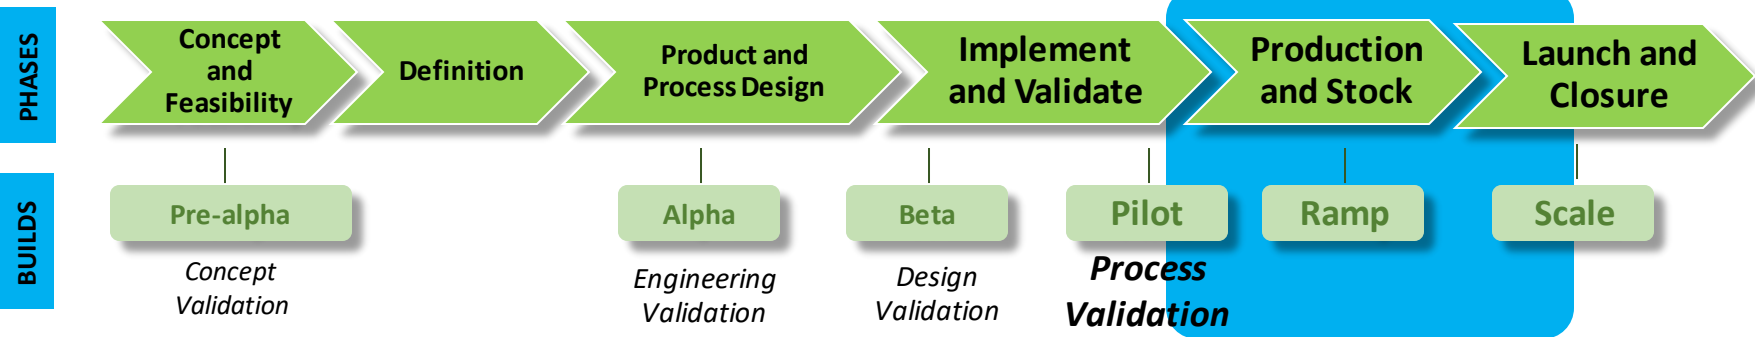 PHASES
Concept
and
Feasibility
Definition
Product and
Process Design
Implement
and Validate
Production
and Stock
Launch and
Closure
BUILDS
Pre-alpha
Alpha
Beta
Pilot
Ramp
Scale
Concept
Validation
Engineering
Validation
Design
Validation
Process
Validation